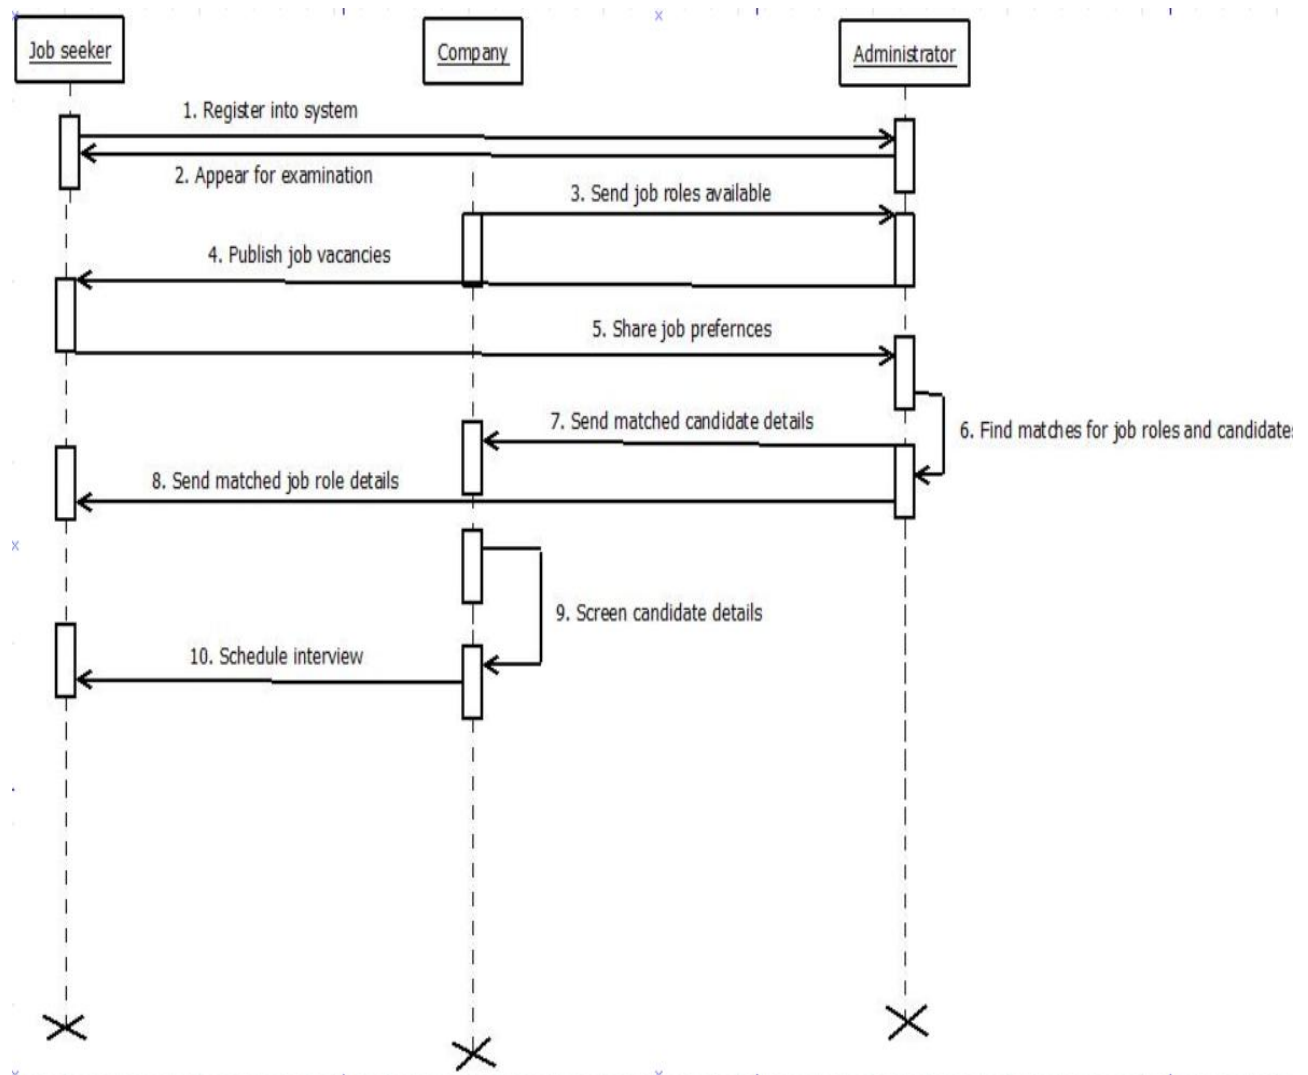 Job seeker
Company
Administrator
1. Register into system
2. Appear for examination
3. Send job roles available
4. Publish job vacancies
5. Share job prefernces
6. Find matches for job roles and candidates
7. Send matched candidate details
8. Send matched job role details
9. Screen candidate details
10. Schedule interview